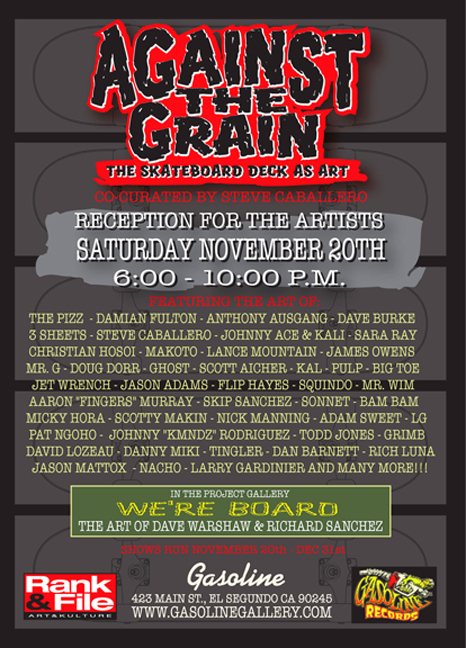 AGAINST
THE
GRAIN
THE SKATEBOARD DECK AS ART
CO-CURATED BY STEVE CABALLERO
RECEPTION FOR THE ARTISTS
SATURDAY NOVEMBER 20TH
6:00 - 10:00 P.M.
FEATURING THE ART OF:
THE PIZZ - DAMIAN FULTON - ANTHONY AUSGANG - DAVE BURKE
3 SHEETS - STEVE CABALLERO - JOHNNY ACE & KALI - SARA RAY
CHRISTIAN HOSOI - MAKOTO - LANCE MOUNTAIN - JAMES OWENS
MR. G - DOUG DORR - GHOST - SCOTT AICHER - KAL - PULP - BIG TOE
JET WRENCH - JASON ADAMS - FLIP HAYES - SQUINDO - MR. WIM
AARON "FINGERS" MURRAY - SKIP SANCHEZ - SONNET - BAM BAM
MICKY HORA - SCOTTY MAKIN - NICK MANNING - ADAM SWEET - LG
PAT NGOHO - JOHNNY "KMNDZ" RODRIGUEZ - TODD JONES - GRIMB
DAVID LOZEAU - DANNY MIKI - TINGLER - DAN BARNETT - RICH LUNA
JASON MATTOX - NACHO - LARRY GARDINIER AND MANY MORE!!!
IN THE PROJECT GALLERY
WE'RE BOARD
THE ART OF DAVE WARSHAW & RICHARD SANCHEZ
SHOWS RUN NOVEMBER 20th - DEC 31st
Rank
& File
ART&KULTURE
Gasoline
423 MAIN ST., EL SEGUNDO CA 90245
WWW.GASOLINEGALLERY.COM
GASOLINE
RECORDS